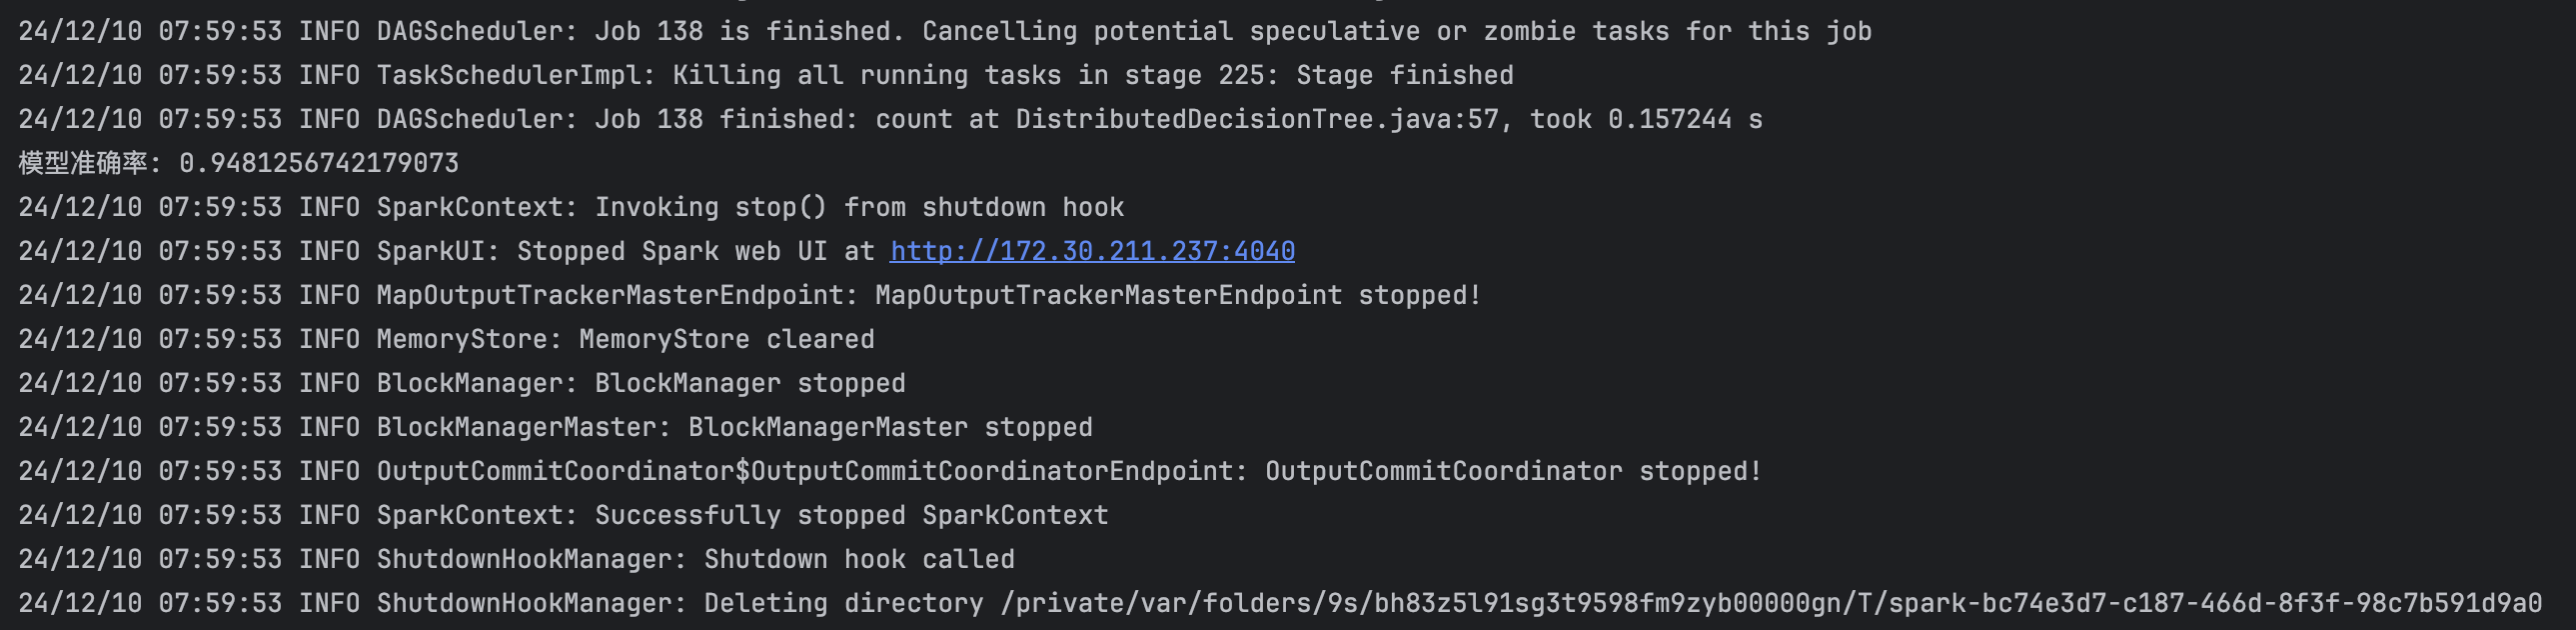 24/12/10 07:59:53 INFO DAGScheduler: Job 138 is finished. Cancelling potential speculative or zombie tasks for this job
24/12/10 07:59:53 INFO TaskSchedulerImpl: Killing all running tasks in stage 225: Stage finished
24/12/10 07:59:53 INFO DAGScheduler: Job 138 finished: count at DistributedDecisionTree.java:57, took 0.157244 s
模型准确率: 0.9481256742179073
24/12/10 07:59:53 INFO SparkContext: Invoking stop() from shutdown hook
24/12/10 07:59:53 INFO SparkUI: Stopped Spark web UI at http://172.30.211.237:4040
24/12/10 07:59:53 INFO MapOutputTrackerMasterEndpoint: MapOutputTrackerMasterEndpoint stopped!
24/12/10 07:59:53 INFO MemoryStore: MemoryStore cleared
24/12/10 07:59:53 INFO BlockManager: BlockManager stopped
24/12/10 07:59:53 INFO BlockManagerMaster: BlockManagerMaster stopped
24/12/10 07:59:53 INFO OutputCommitCoordinator$OutputCommitCoordinatorEndpoint: OutputCommitCoordinator stopped!
24/12/10 07:59:53 INFO SparkContext: Successfully stopped SparkContext
24/12/10 07:59:53 INFO ShutdownHookManager: Shutdown hook called
24/12/10 07:59:53 INFO ShutdownHookManager: Deleting directory /private/var/folders/9s/bh83z5l91sg3t9598fm9zyb00000gn/T/spark-bc74e3d7-c187-466d-8f3f-98c7b591d9a0